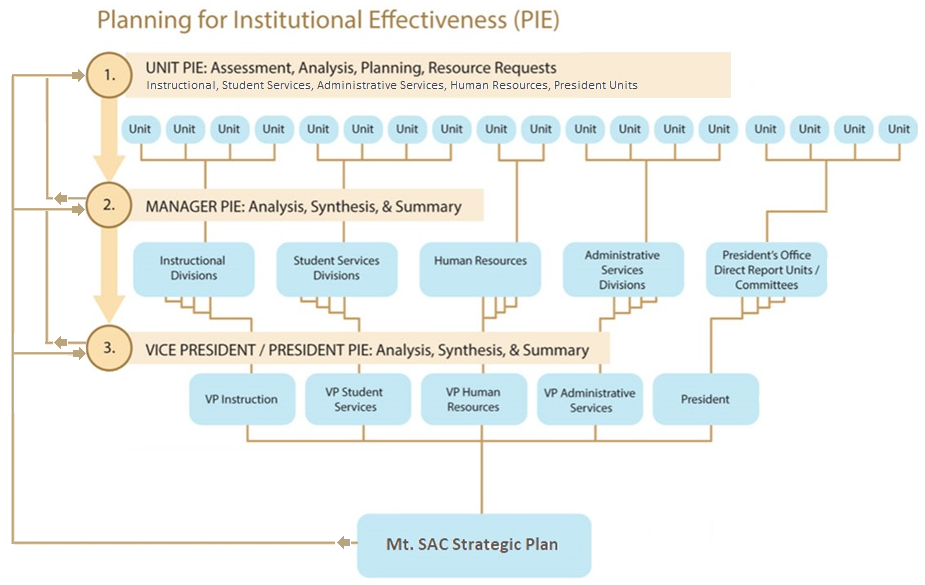 Planning for Institutional Effectiveness (PIE)
1.
UNIT PIE: Assessment, Analysis, Planning, Resource Requests
Instructional, Student Services, Administrative Services, Human Resources, President Units
Unit Unit Unit Unit Unit Unit Unit Unit Unit Unit Unit Unit Unit Unit Unit Unit Unit Unit
2.
MANAGER PIE: Analysis, Synthesis, & Summary
Instructional
Divisions
Student Services
Divisions
Human Resources
Administrative
Services
Divisions
President's Office
Direct Report Units /
Committees
3.
VICE PRESIDENT / PRESIDENT PIE: Analysis, Synthesis, & Summary
VP Instruction
VP Student
Services
VP Human
Resources
VP Administrative
Services
President
Mt. SAC Strategic Plan